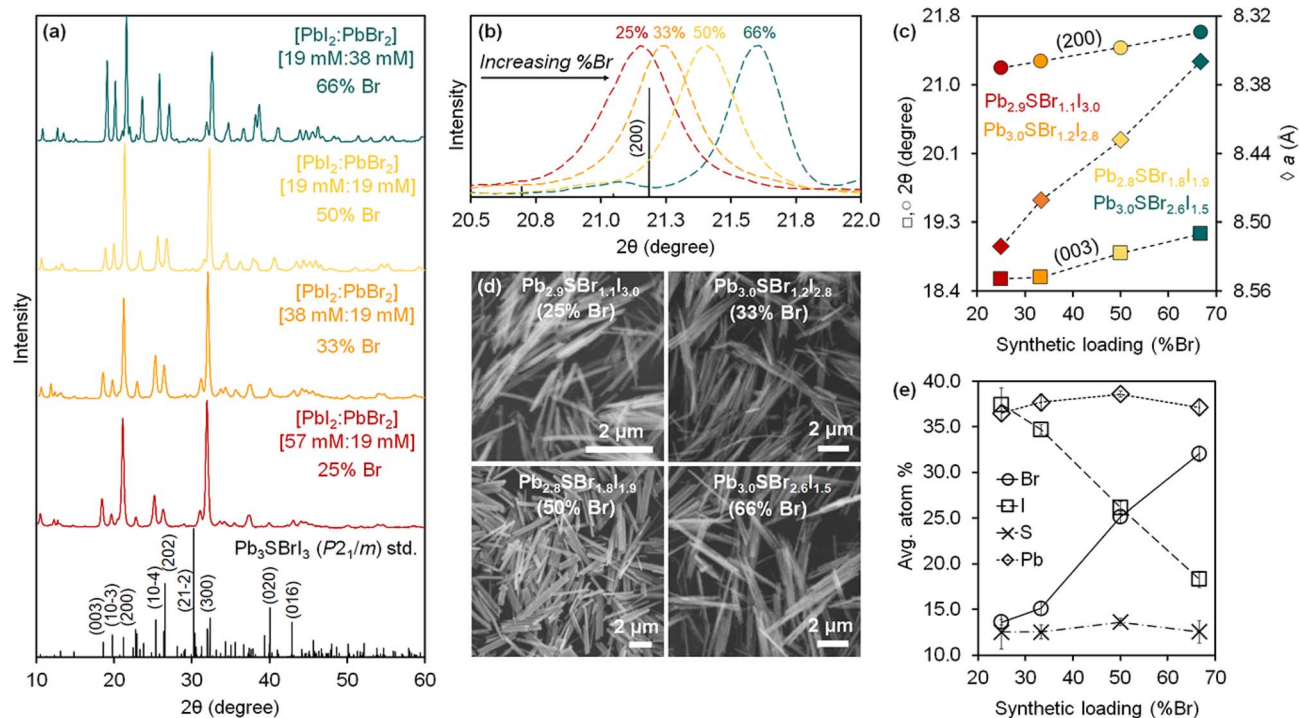 (a)
[PbI₂:PbBr₂]
[19 mM:38 mM]
66% Br
[PbI₂:PbBr₂]
[19 mM:19 mM]
50% Br
[PbI₂:PbBr₂]
[38 mM:19 mM]
33% Br
[PbI₂:PbBr₂]
[57 mM:19 mM]
25% Br
Pb₃SBrI₃ (P2₁/m) std.
(003)
(10-3)
(200)
(10-4)
(202)
(21-2)
(300)
(020)
(016)
Intensity
10 20 30 40 50 60
2θ (degree)
(b)
25% 33% 50% 66%
Increasing %Br
(200)
Intensity
20.5 20.8 21.0 21.3 21.5 21.8 22.0
2θ (degree)
(c)
21.8
21.0
20.1
19.3
18.4
□,○ 2θ (degree)
8.32
8.38
8.44
8.50
8.56
◇ a (Å)
(200)
Pb₂.₉SBr₁.₁I₃.₀
Pb₃.₀SBr₁.₂I₂.₈
Pb₂.₈SBr₁.₈I₁.₉
Pb₃.₀SBr₂.₆I₁.₅
(003)
20 30 40 50 60 70
Synthetic loading (%Br)
(d)
Pb₂.₉SBr₁.₁I₃.₀
(25% Br)
2 µm
Pb₃.₀SBr₁.₂I₂.₈
(33% Br)
2 µm
Pb₂.₈SBr₁.₈I₁.₉
(50% Br)
2 µm
Pb₃.₀SBr₂.₆I₁.₅
(66% Br)
2 µm
(e)
40.0
35.0
30.0
25.0
20.0
15.0
10.0
Avg. atom %
Br
I
S
Pb
20 30 40 50 60 70
Synthetic loading (%Br)